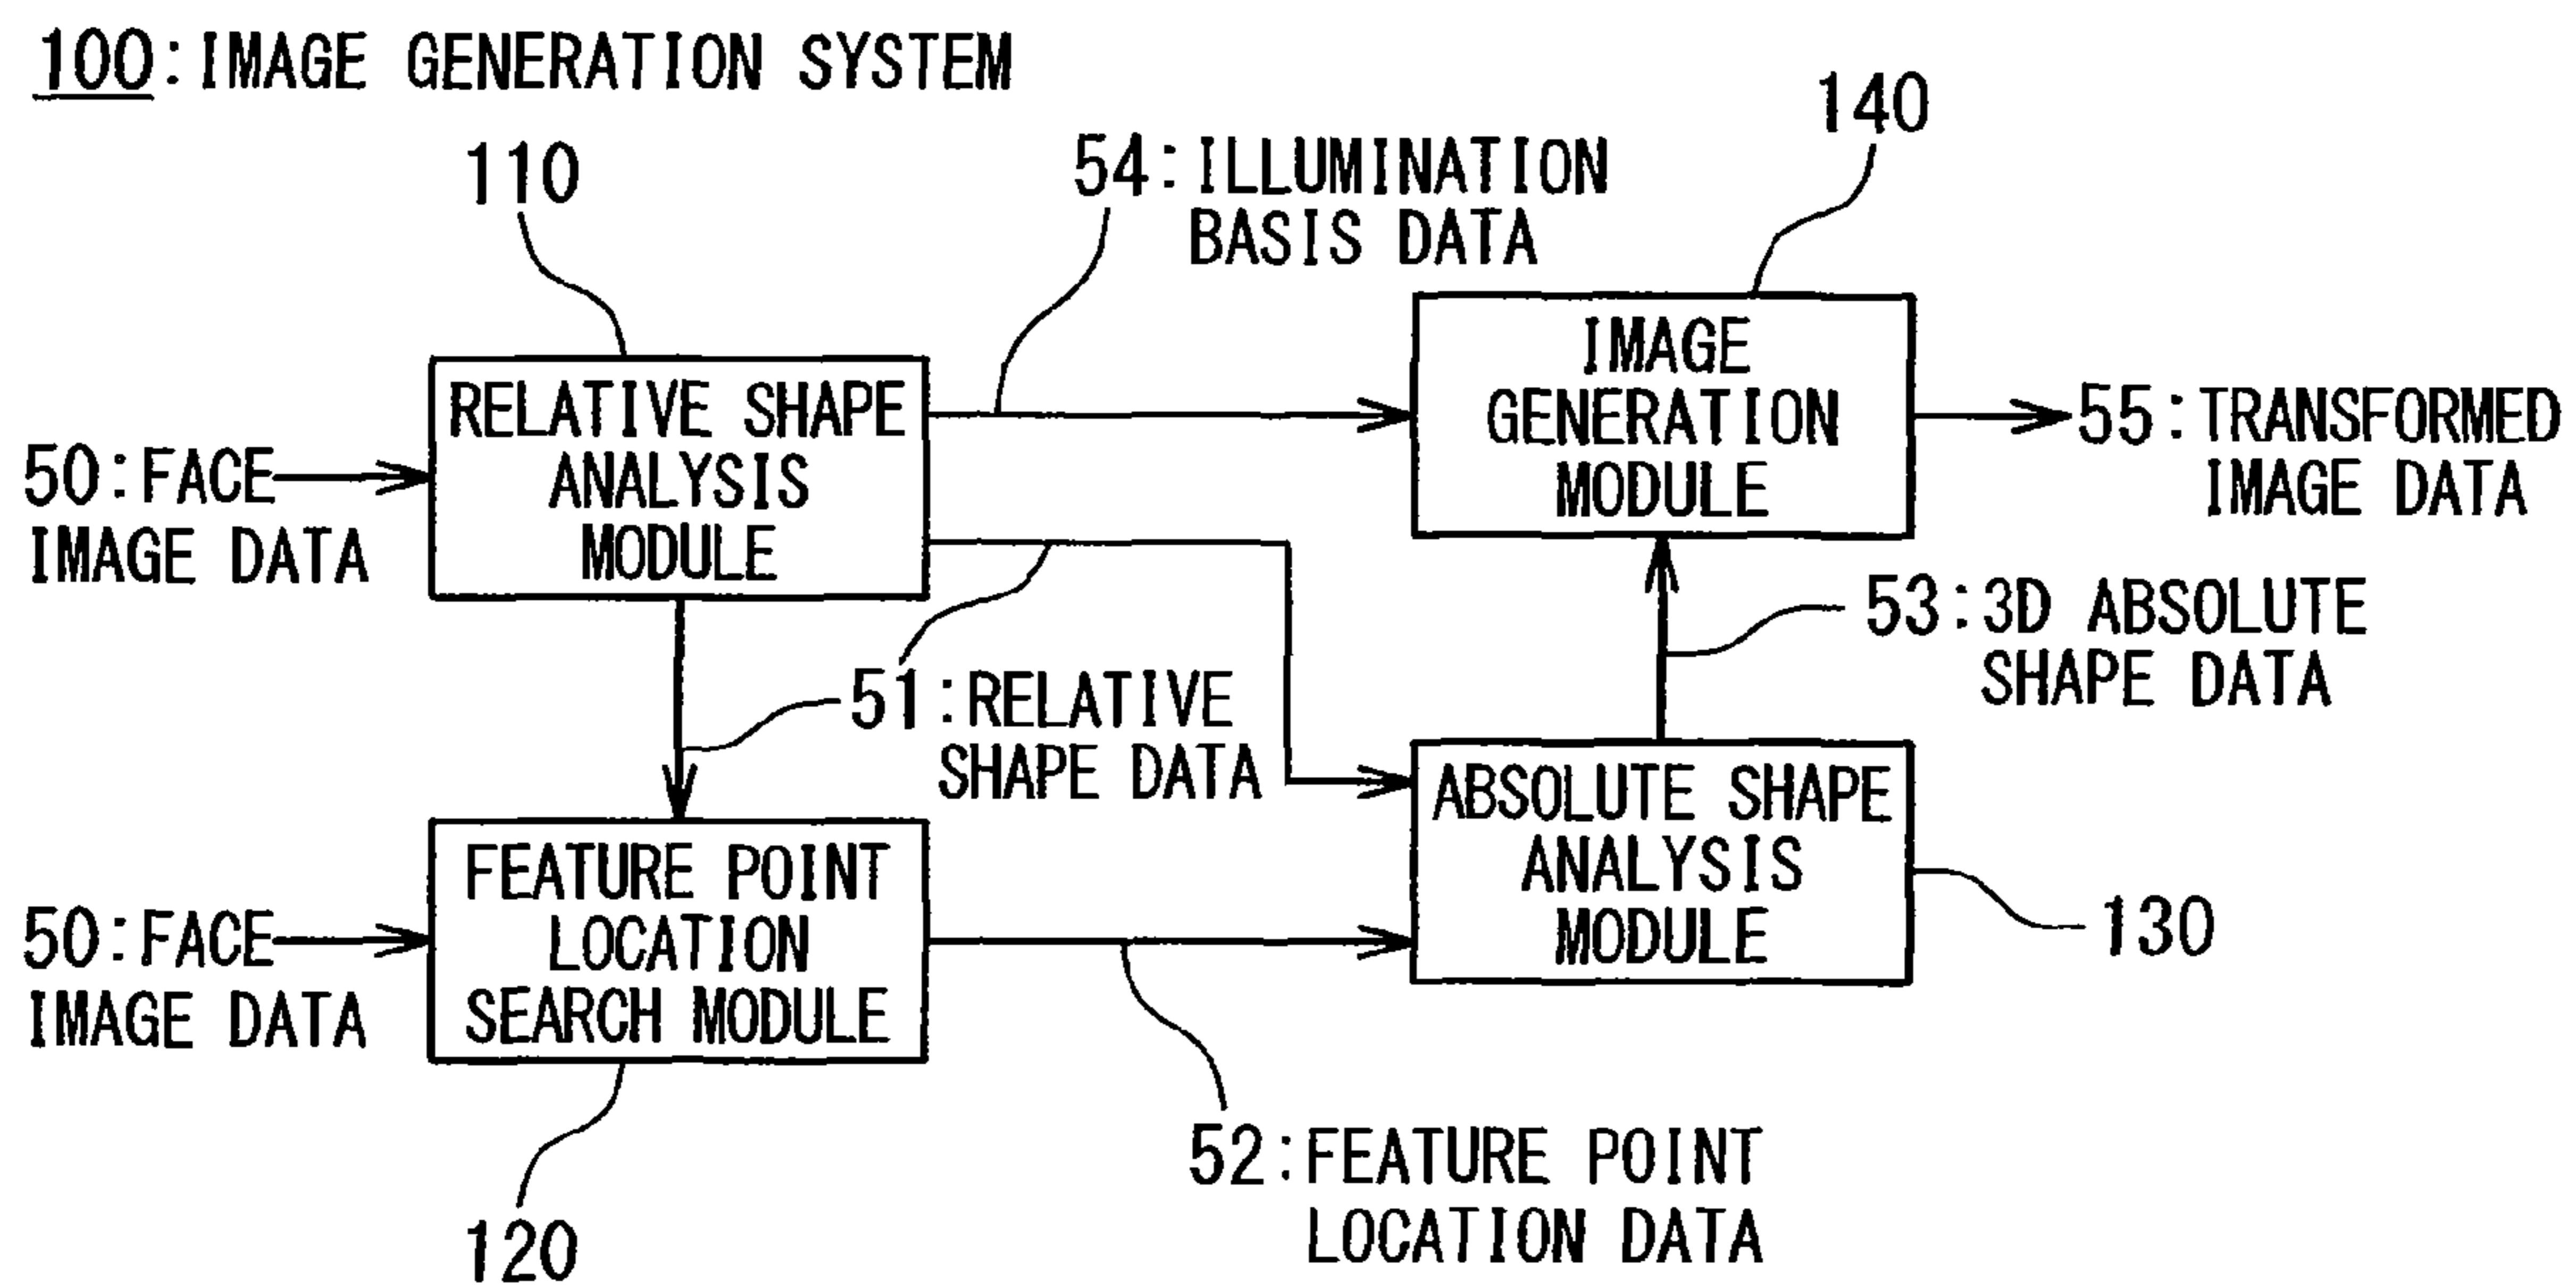 100:IMAGE GENERATION SYSTEM
110
54:ILLUMINATION
BASIS DATA
140
50:FACE
IMAGE DATA
RELATIVE SHAPE
ANALYSIS
MODULE
IMAGE
GENERATION
MODULE
55:TRANSFORMED
IMAGE DATA
51:RELATIVE
SHAPE DATA
53:3D ABSOLUTE
SHAPE DATA
50:FACE
IMAGE DATA
FEATURE POINT
LOCATION
SEARCH MODULE
ABSOLUTE SHAPE
ANALYSIS
MODULE
130
120
52:FEATURE POINT
LOCATION DATA